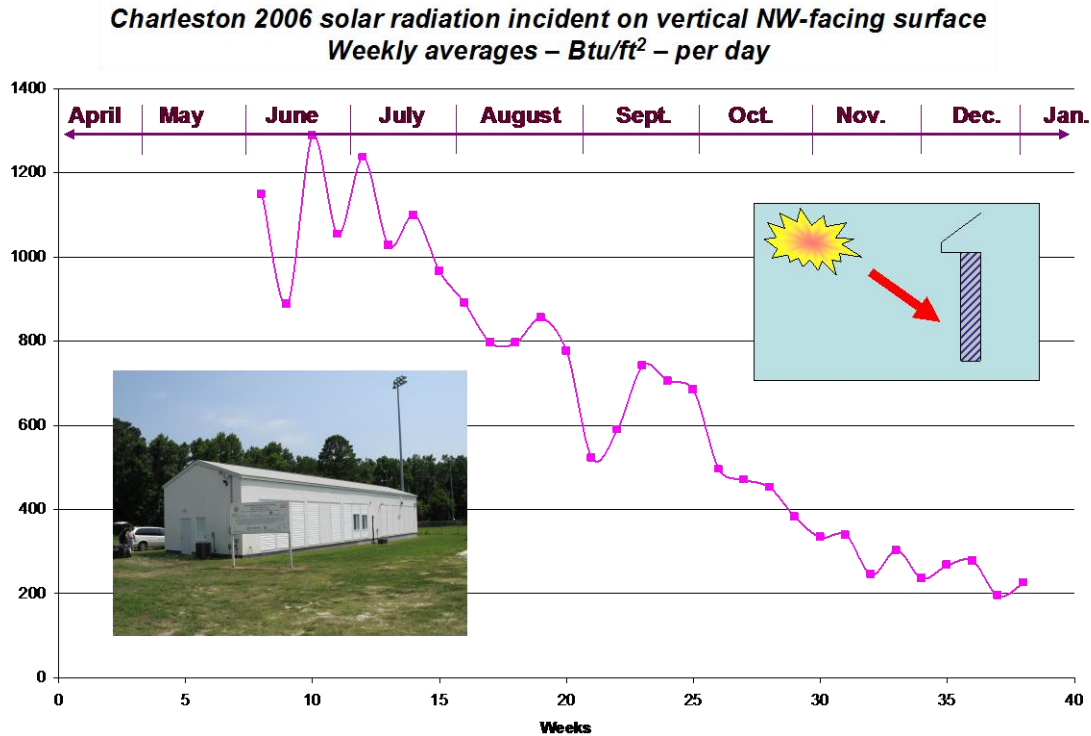 Charleston 2006 solar radiation incident on vertical NW-facing surface
Weekly averages – Btu/ft² – per day
1400
April May June July August Sept. Oct. Nov. Dec. Jan.
1200
1000
800
600
400
200
0
0 5 10 15 20 25 30 35 40
Weeks